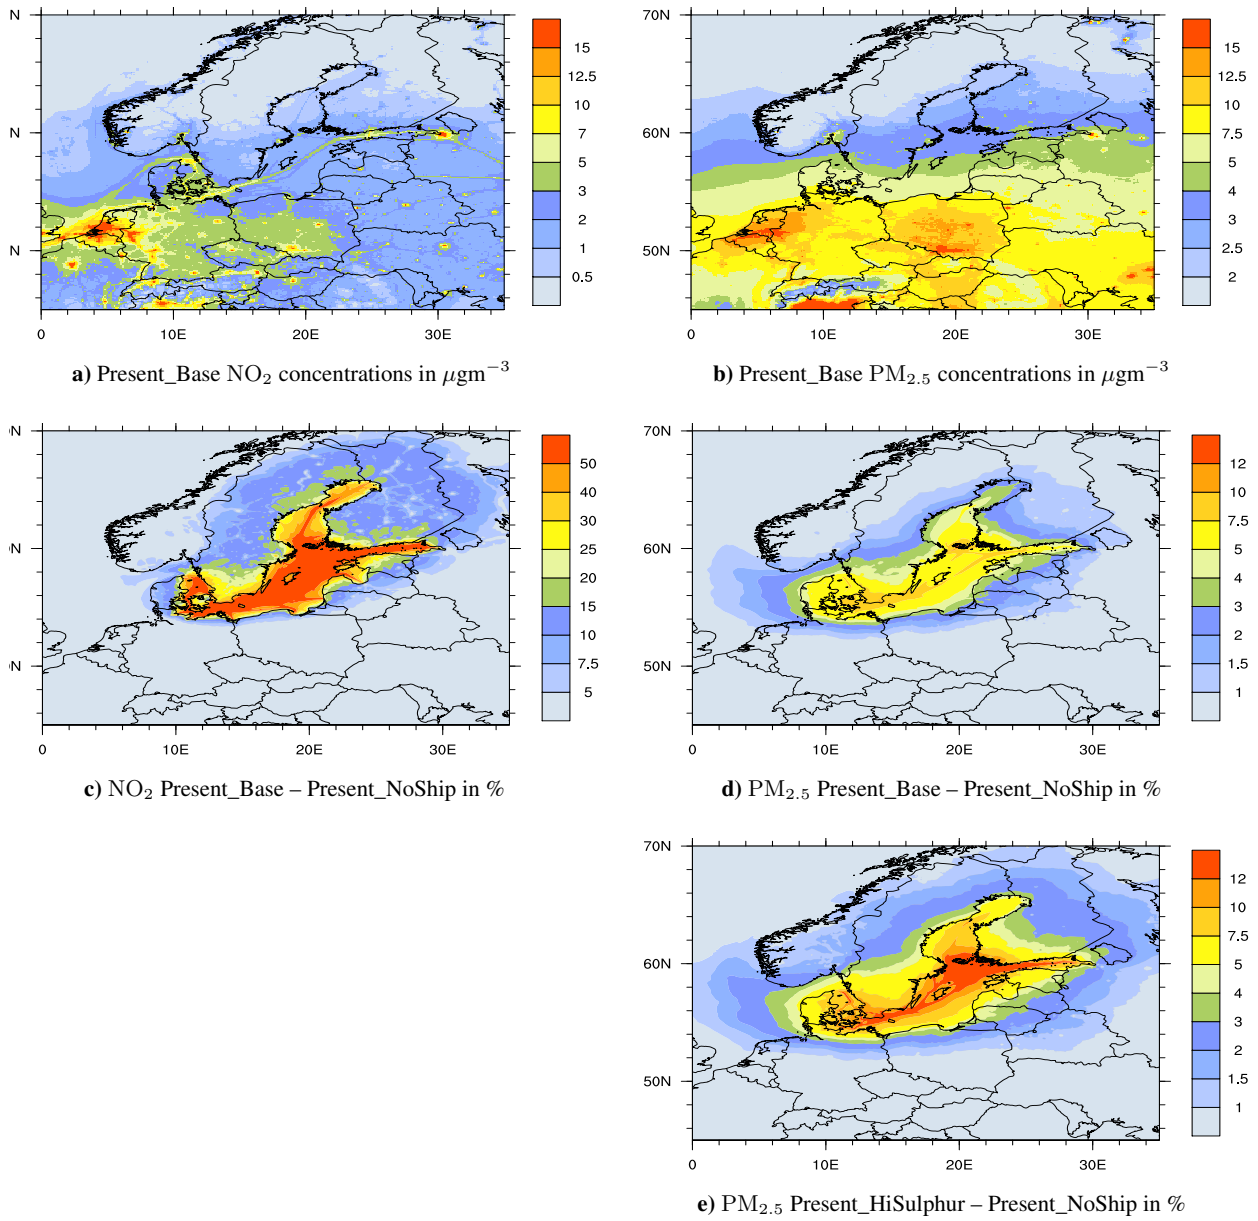 70N
60N
50N
N
N
N
0
10E
20E
30E
15
12.5
10
7
5
3
2
1
0.5
0
10E
20E
30E
15
12.5
10
7.5
5
4
3
2.5
2
a) Present_Base NO₂ concentrations in μgm⁻³
b) Present_Base PM₂.₅ concentrations in μgm⁻³
0N
0N
0N
0
10E
20E
30E
50
40
30
25
20
15
10
7.5
5
70N
60N
50N
0
10E
20E
30E
12
10
7.5
5
4
3
2
1.5
1
c) NO₂ Present_Base – Present_NoShip in %
d) PM₂.₅ Present_Base – Present_NoShip in %
70N
60N
50N
0
10E
20E
30E
12
10
7.5
5
4
3
2
1.5
1
e) PM₂.₅ Present_HiSulphur – Present_NoShip in %